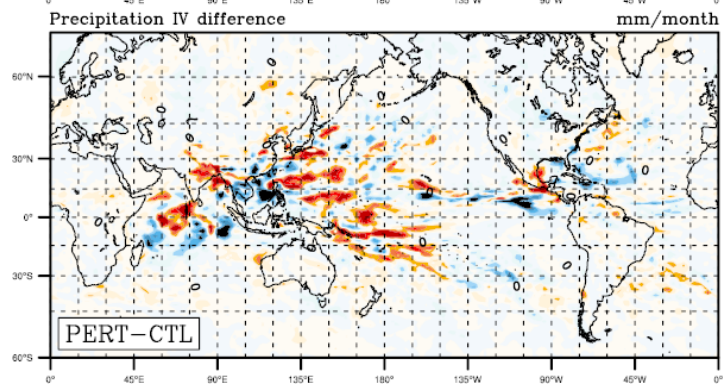 Precipitation IV difference mm/month
60°N
30°N
0°
30°S
60°S
PERT−CTL
0° 45°E 90°E 135°E 180° 135°W 90°W 45°W 0°